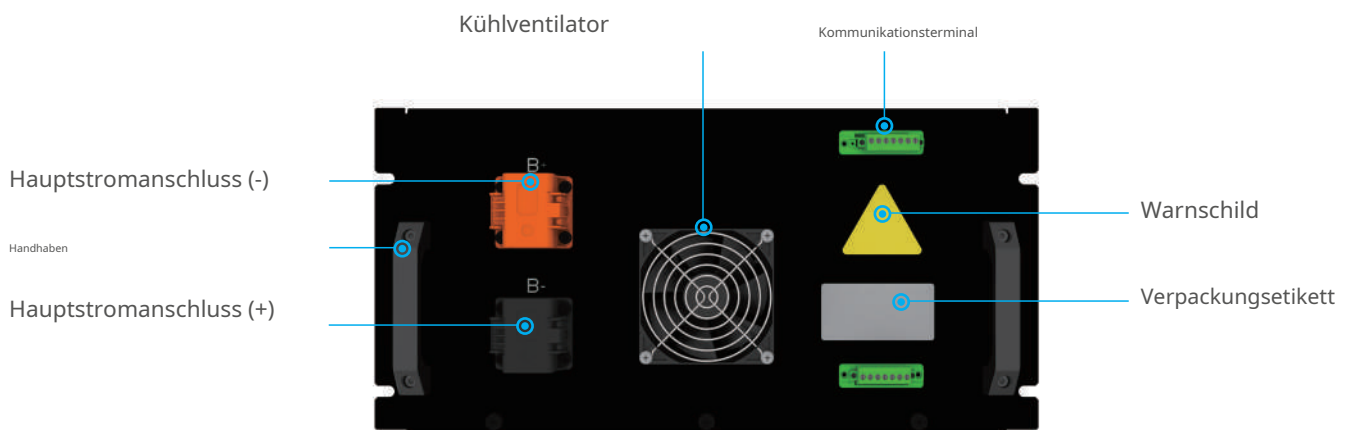 Kühlventilator
Kommunikationsterminal
B+
Hauptstromanschluss (-)
Warnschild
Handhaben
B-
Verpackungsetikett
Hauptstromanschluss (+)